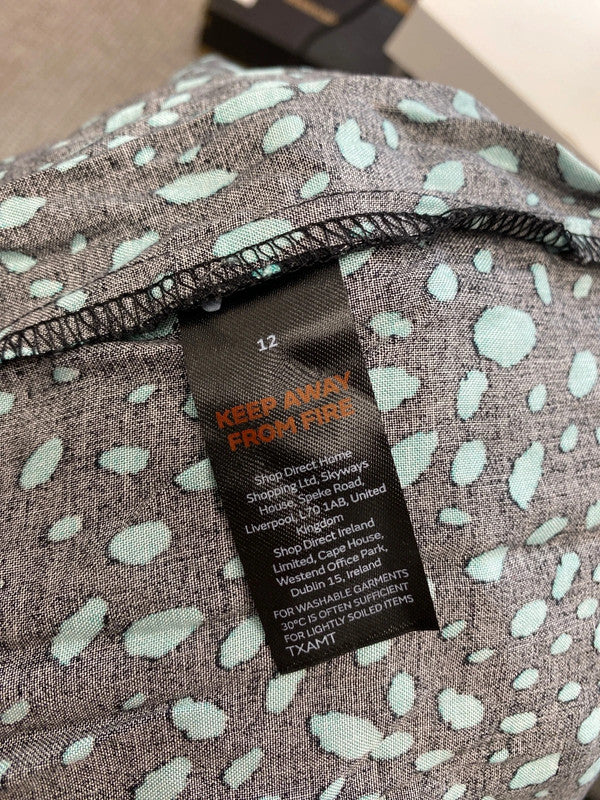 12
KEEP AWAY
FROM FIRE
Shop Direct Home
Shopping Ltd, Skyways
House, Speke Road,
Liverpool, L70 1AB, United
Kingdom
Shop Direct Ireland
Limited, Cape House,
Westend Office Park,
Dublin 15, Ireland
FOR WASHABLE GARMENTS
30°C IS OFTEN SUFFICIENT
FOR LIGHTLY SOILED ITEMS
TXAMT